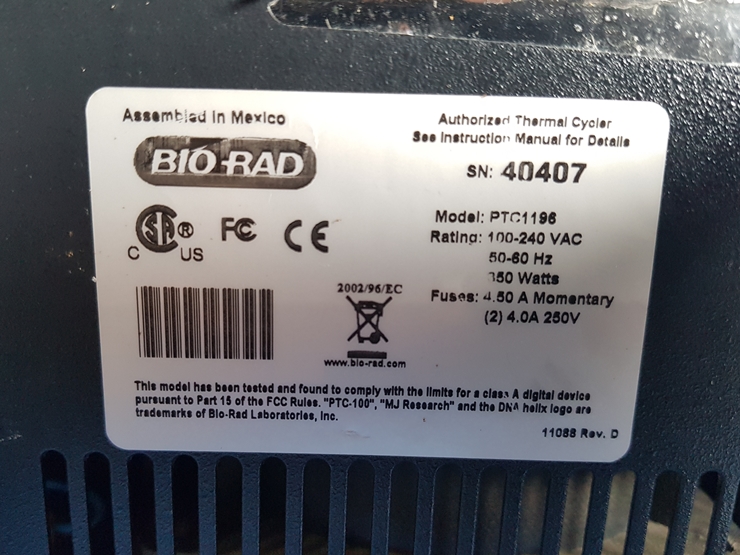 Assembled in Mexico
BIO-RAD
Authorized Thermal Cycler
See Instruction Manual for Details
SN: 40407
C SA ® US
FC CE
Model: PTC1196
Rating: 100-240 VAC
50-60 Hz
350 Watts
Fuses: 4.50 A Momentary
(2) 4.0A 250V
2002/96/EC
www.bio-rad.com
This model has been tested and found to comply with the limits for a class A digital device
pursuant to Part 15 of the FCC Rules. "PTC-100", "MJ Research" and the DNA helix logo are
trademarks of Bio-Rad Laboratories, Inc.
11088 Rev. D